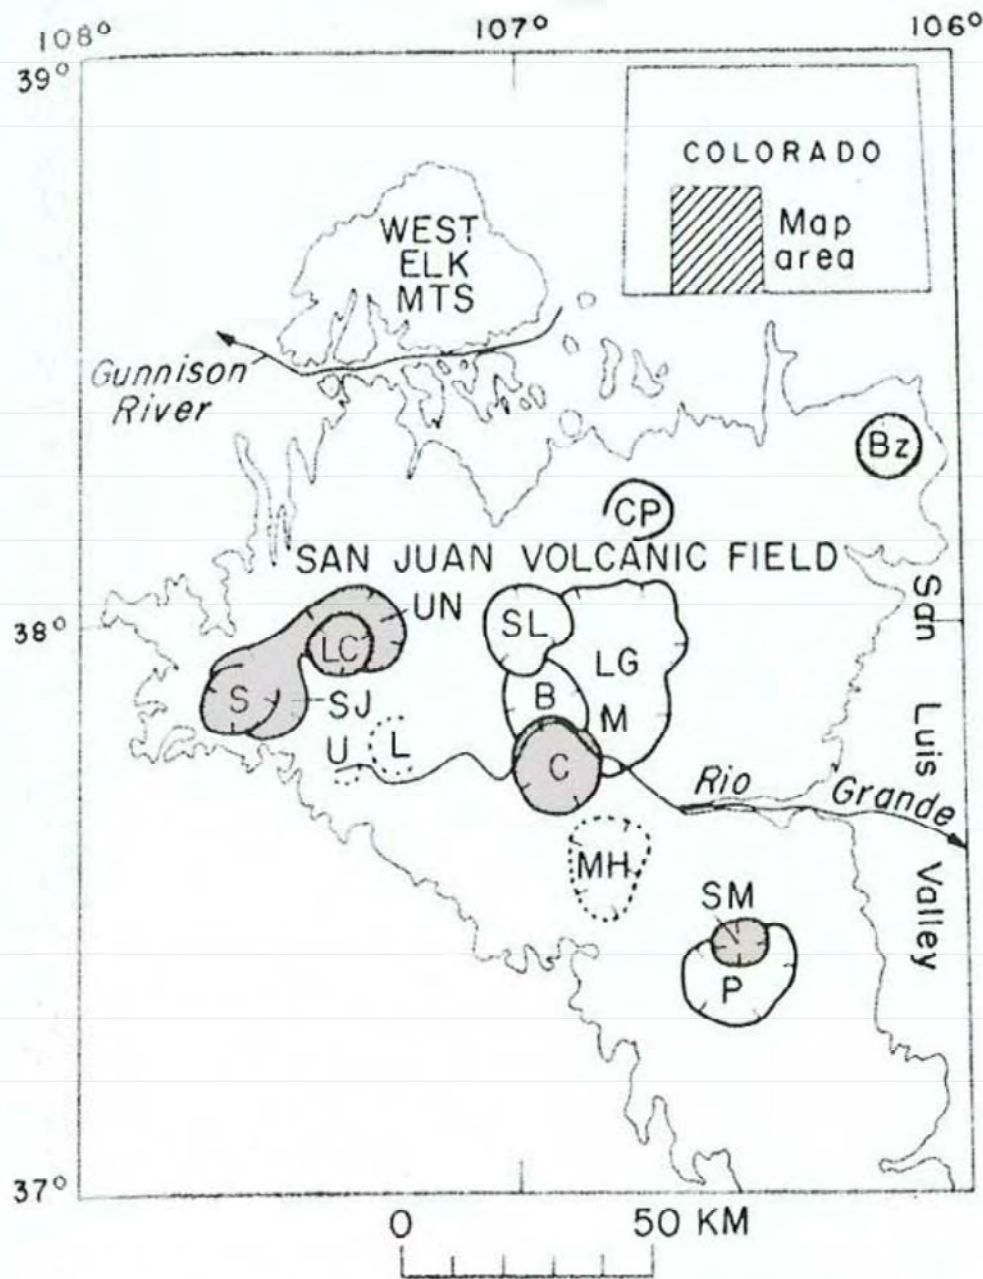 108°
107°
106°
39°
COLORADO
Map
area
WEST
ELK
MTS
Gunnison
River
Bz
CP
SAN JUAN VOLCANIC FIELD
38°
UN
SL
LC
LG
S
SJ
B
M
U
L
C
San Luis Valley
Rio Grande
MH
SM
P
37°
0
50 KM